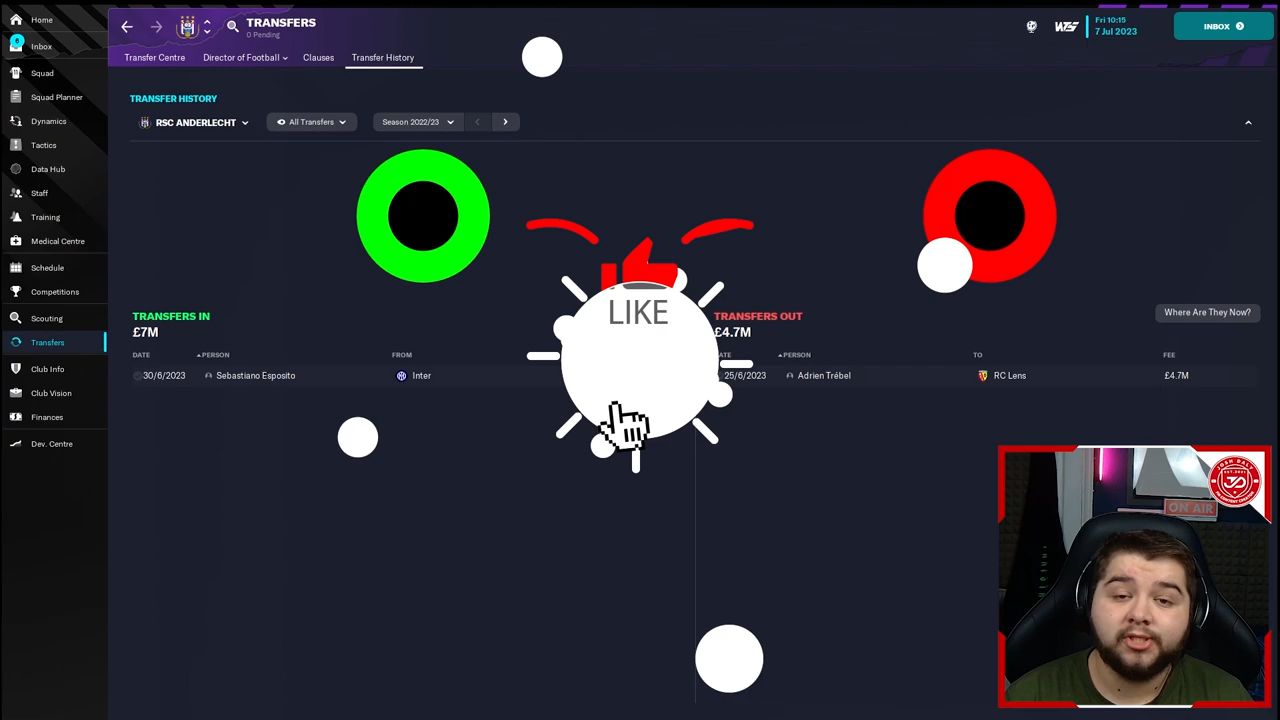 Home
TRANSFERS
0 Pending
Fri 10:15
7 Jul 2023
INBOX
6
Inbox
Transfer Centre
Director of Football
Clauses
Transfer History
Squad
Squad Planner
TRANSFER HISTORY
Dynamics
RSC ANDERLECHT
All Transfers
Season 2022/23
Tactics
Data Hub
Staff
Training
Medical Centre
Schedule
Competitions
Scouting
Transfers
Club Info
Club Vision
Finances
Dev. Centre
LIKE
TRANSFERS IN
£7M
DATE PERSON FROM
30/6/2023 Sebastiano Esposito Inter
TRANSFERS OUT
£4.7M
Where Are They Now?
PERSON TO FEE
25/6/2023 Adrien Trébel RC Lens £4.7M
JOSH DALY
JD
ON AIR